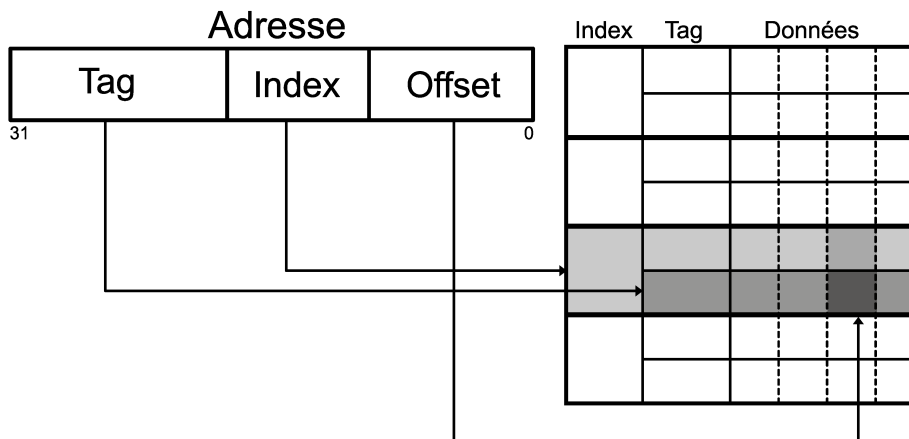 Adresse
Tag Index Offset
31 0
Index Tag Données